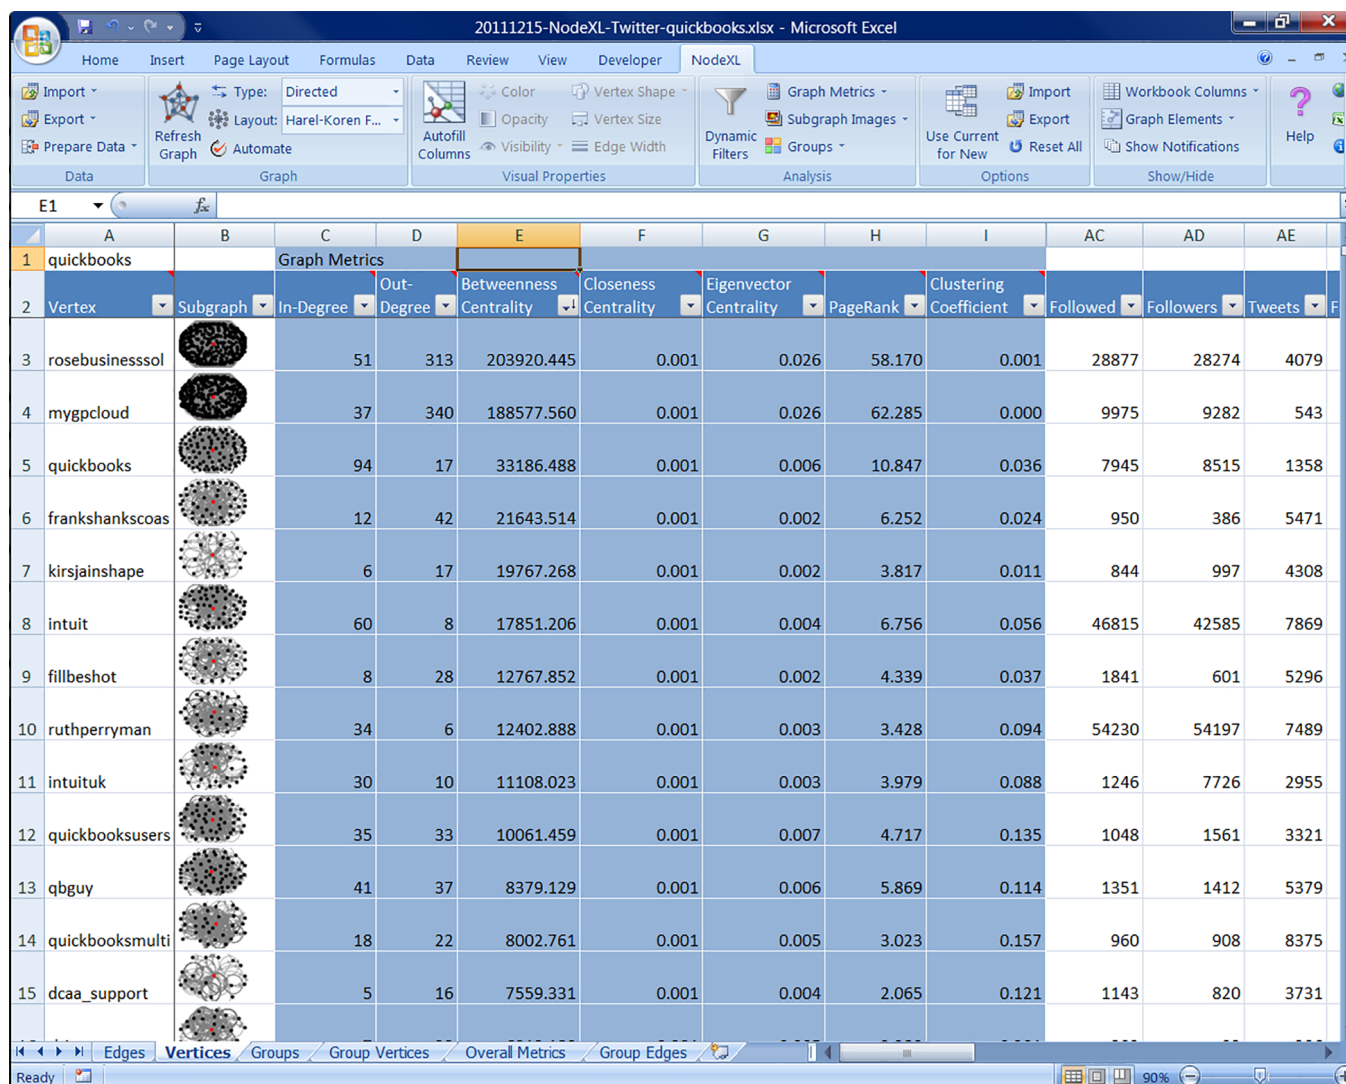 20111215-NodeXL-Twitter-quickbooks.xlsx - Microsoft Excel
Home Insert Page Layout Formulas Data Review View Developer NodeXL
Import Type: Directed Color Vertex Shape Graph Metrics Import Workbook Columns
Export Layout: Harel-Koren F... Opacity Vertex Size Subgraph Images Export Graph Elements
Prepare Data Refresh Graph Automate Autofill Columns Visibility Edge Width Dynamic Filters Groups Use Current for New Reset All Show Notifications Help
Data Graph Visual Properties Analysis Options Show/Hide
E1 fx
A B C D E F G H I AC AD AE
1 quickbooks Graph Metrics
2 Vertex Subgraph In-Degree Out-Degree Betweenness Centrality Closeness Centrality Eigenvector Centrality PageRank Clustering Coefficient Followed Followers Tweets F
3 rosebusinesssol 51 313 203920.445 0.001 0.026 58.170 0.001 28877 28274 4079
4 mygpcloud 37 340 188577.560 0.001 0.026 62.285 0.000 9975 9282 543
5 quickbooks 94 17 33186.488 0.001 0.006 10.847 0.036 7945 8515 1358
6 frankshankscoas 12 42 21643.514 0.001 0.002 6.252 0.024 950 386 5471
7 kirsjainshape 6 17 19767.268 0.001 0.002 3.817 0.011 844 997 4308
8 intuit 60 8 17851.206 0.001 0.004 6.756 0.056 46815 42585 7869
9 fillbeshot 8 28 12767.852 0.001 0.002 4.339 0.037 1841 601 5296
10 ruthperryman 34 6 12402.888 0.001 0.003 3.428 0.094 54230 54197 7489
11 intuituk 30 10 11108.023 0.001 0.003 3.979 0.088 1246 7726 2955
12 quickbooksusers 35 33 10061.459 0.001 0.007 4.717 0.135 1048 1561 3321
13 qbguy 41 37 8379.129 0.001 0.006 5.869 0.114 1351 1412 5379
14 quickbooksmulti 18 22 8002.761 0.001 0.005 3.023 0.157 960 908 8375
15 dcaa_support 5 16 7559.331 0.001 0.004 2.065 0.121 1143 820 3731
Edges Vertices Groups Group Vertices Overall Metrics Group Edges
Ready 90%